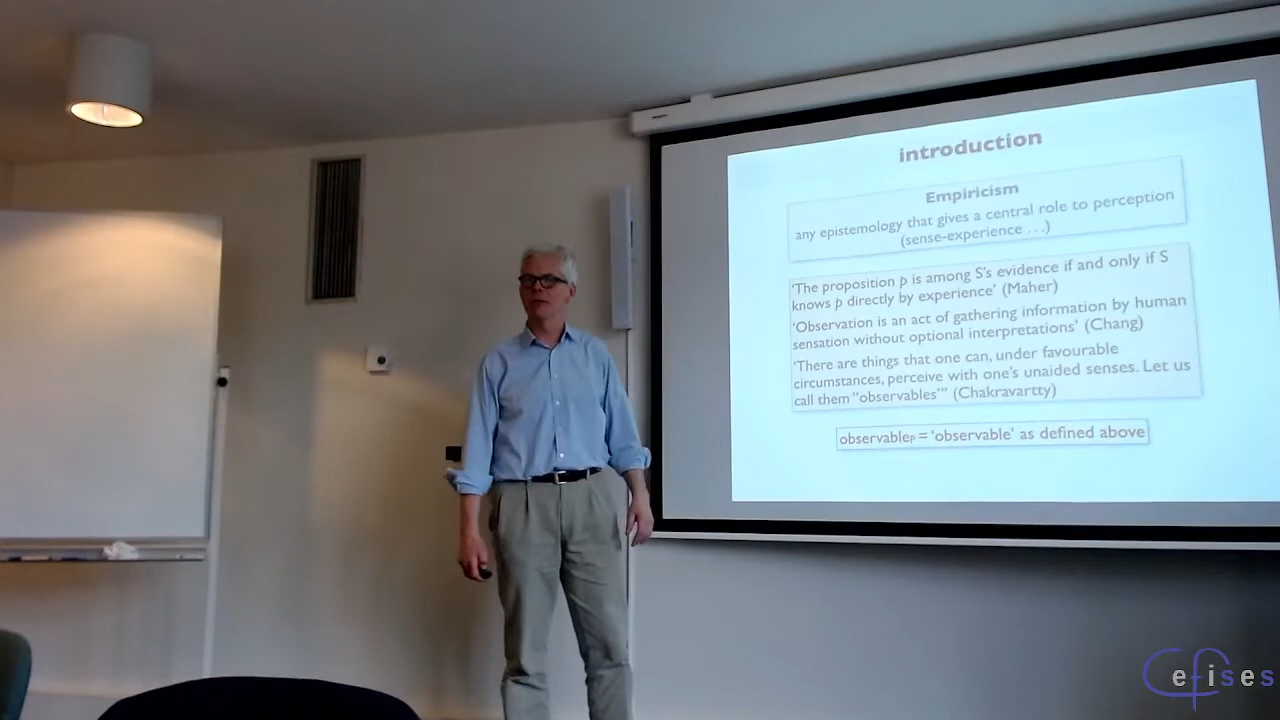 introduction
Empiricism
any epistemology that gives a central role to perception
(sense-experience …)
'The proposition p is among S's evidence if and only if S
knows p directly by experience' (Maher)
'Observation is an act of gathering information by human
sensation without optional interpretations' (Chang)
'There are things that one can, under favourable
circumstances, perceive with one's unaided senses. Let us
call them "observables"' (Chakravartty)
observableₚ = 'observable' as defined above
Cefises